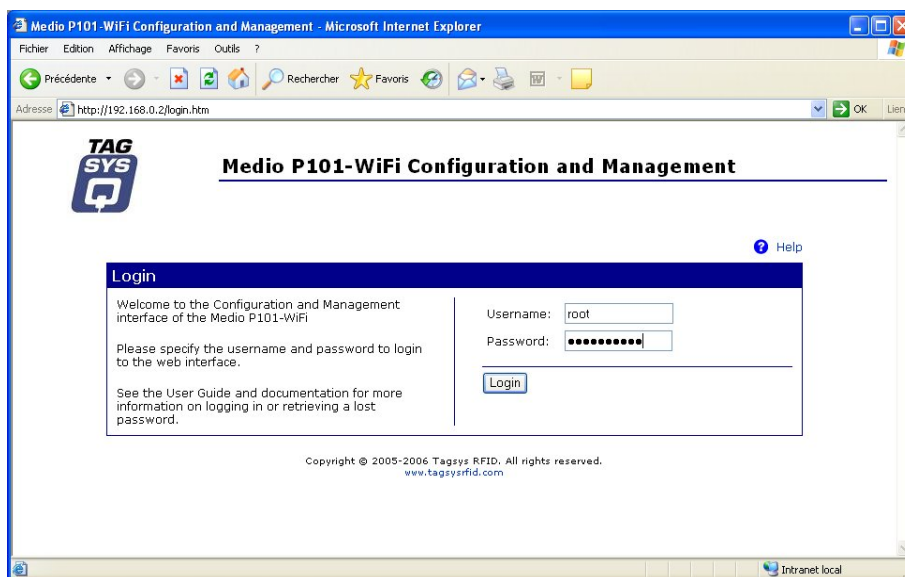 Medio P101-WiFi Configuration and Management - Microsoft Internet Explorer
Fichier Edition Affichage Favoris Outils ?
Précédente Rechercher Favoris
Adresse http://192.168.0.2/login.htm OK Lien
TAG
SYS
Medio P101-WiFi Configuration and Management
? Help
Login
Welcome to the Configuration and Management
interface of the Medio P101-WiFi
Please specify the username and password to login
to the web interface.
See the User Guide and documentation for more
information on logging in or retrieving a lost
password.
Username: root
Password: ••••••••••
Login
Copyright © 2005-2006 Tagsys RFID. All rights reserved.
www.tagsysrfid.com
Intranet local